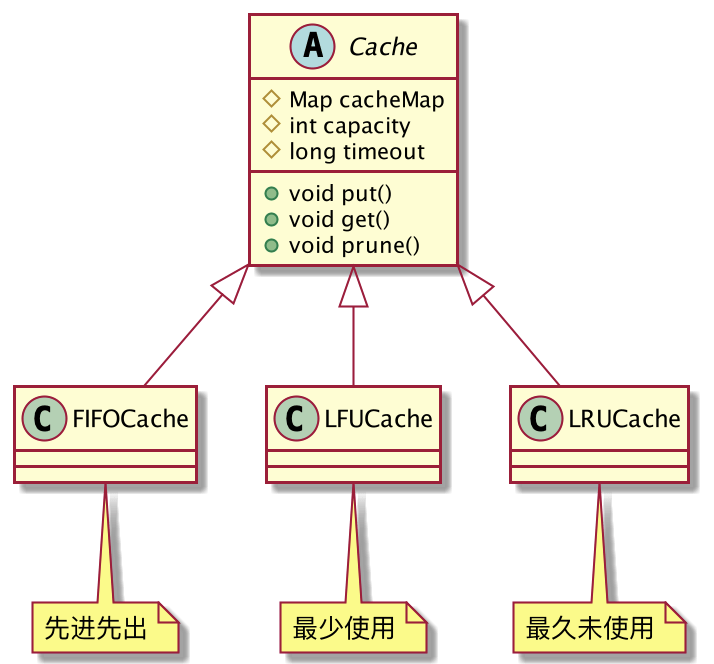 A Cache
Map cacheMap
int capacity
long timeout
void put()
void get()
void prune()
C FIFOCache
C LFUCache
C LRUCache
先进先出
最少使用
最久未使用